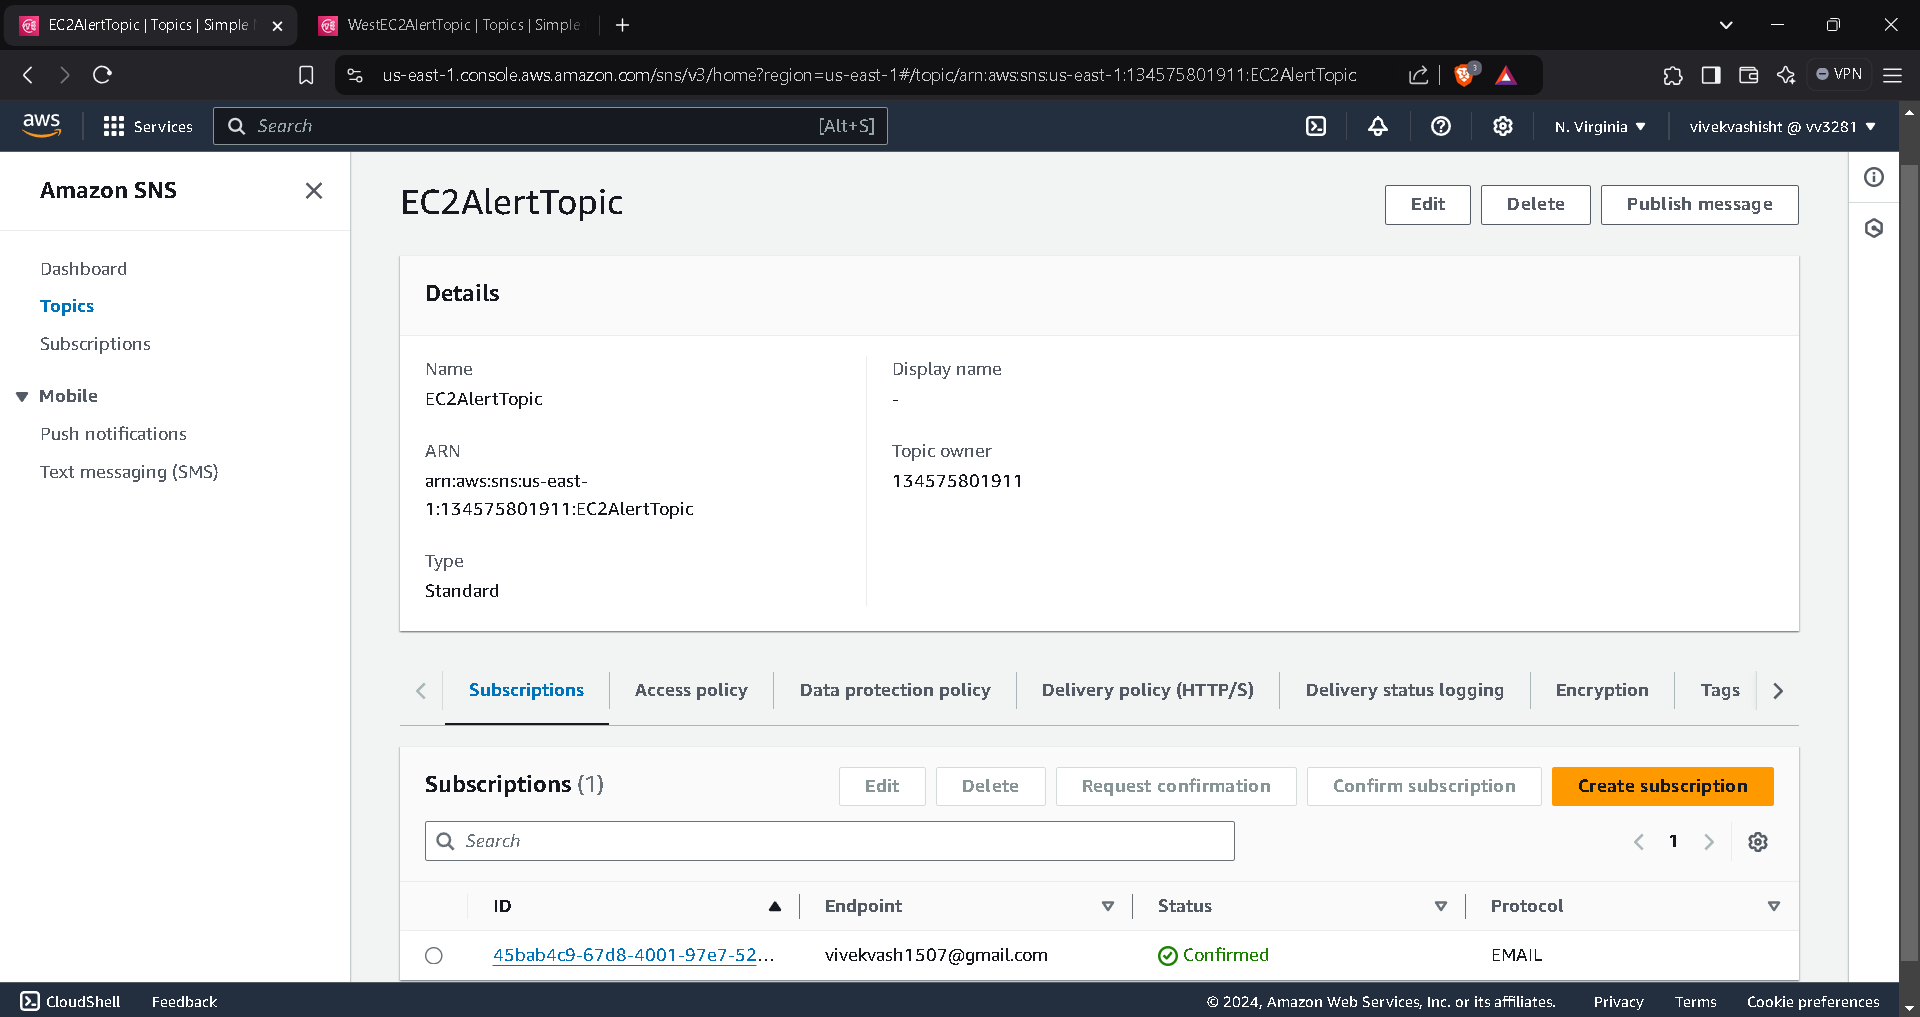 EC2AlertTopic | Topics | Simple
WestEC2AlertTopic | Topics | Simple
us-east-1.console.aws.amazon.com/sns/v3/home?region=us-east-1#/topic/arn:aws:sns:us-east-1:134575801911:EC2AlertTopic
3
VPN
aws
Services
Search
[Alt+S]
N. Virginia
vivekvashisht @ vv3281
Amazon SNS
Dashboard
Topics
Subscriptions
Mobile
Push notifications
Text messaging (SMS)
EC2AlertTopic
Edit
Delete
Publish message
Details
Name
EC2AlertTopic
Display name
-
ARN
arn:aws:sns:us-east-
1:134575801911:EC2AlertTopic
Topic owner
134575801911
Type
Standard
Subscriptions
Access policy
Data protection policy
Delivery policy (HTTP/S)
Delivery status logging
Encryption
Tags
Subscriptions (1)
Edit
Delete
Request confirmation
Confirm subscription
Create subscription
Search
1
ID
Endpoint
Status
Protocol
45bab4c9-67d8-4001-97e7-52...
vivekvash1507@gmail.com
Confirmed
EMAIL
CloudShell
Feedback
© 2024, Amazon Web Services, Inc. or its affiliates.
Privacy
Terms
Cookie preferences